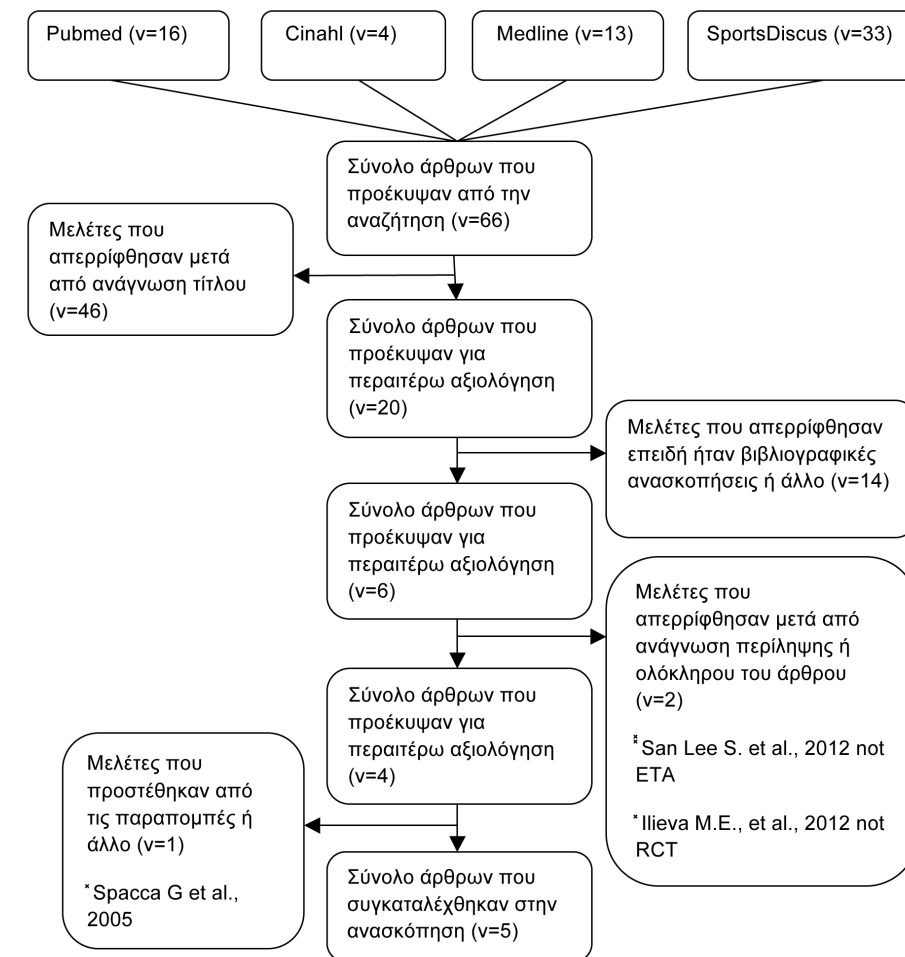 Pubmed (ν=16)
Cinahl (ν=4)
Medline (ν=13)
SportsDiscus (ν=33)
Σύνολο άρθρων που
προέκυψαν από την
αναζήτηση (ν=66)
Μελέτες που
απερρίφθησαν μετά
από ανάγνωση τίτλου
(ν=46)
Σύνολο άρθρων που
προέκυψαν για
περαιτέρω αξιολόγηση
(ν=20)
Μελέτες που απερρίφθησαν
επειδή ήταν βιβλιογραφικές
ανασκοπήσεις ή άλλο (ν=14)
Σύνολο άρθρων που
προέκυψαν για
περαιτέρω αξιολόγηση
(ν=6)
Μελέτες που
απερρίφθησαν μετά από
ανάγνωση περίληψης ή
ολόκληρου του άρθρου
(ν=2)
San Lee S. et al., 2012 not
ETA
Ilieva M.E., et al., 2012 not
RCT
Σύνολο άρθρων που
προέκυψαν για
περαιτέρω αξιολόγηση
(ν=4)
Μελέτες που
προστέθηκαν από
τις παραπομπές ή
άλλο (ν=1)
Spacca G et al.,
2005
Σύνολο άρθρων που
συγκαταλέχθηκαν στην
ανασκόπηση (ν=5)